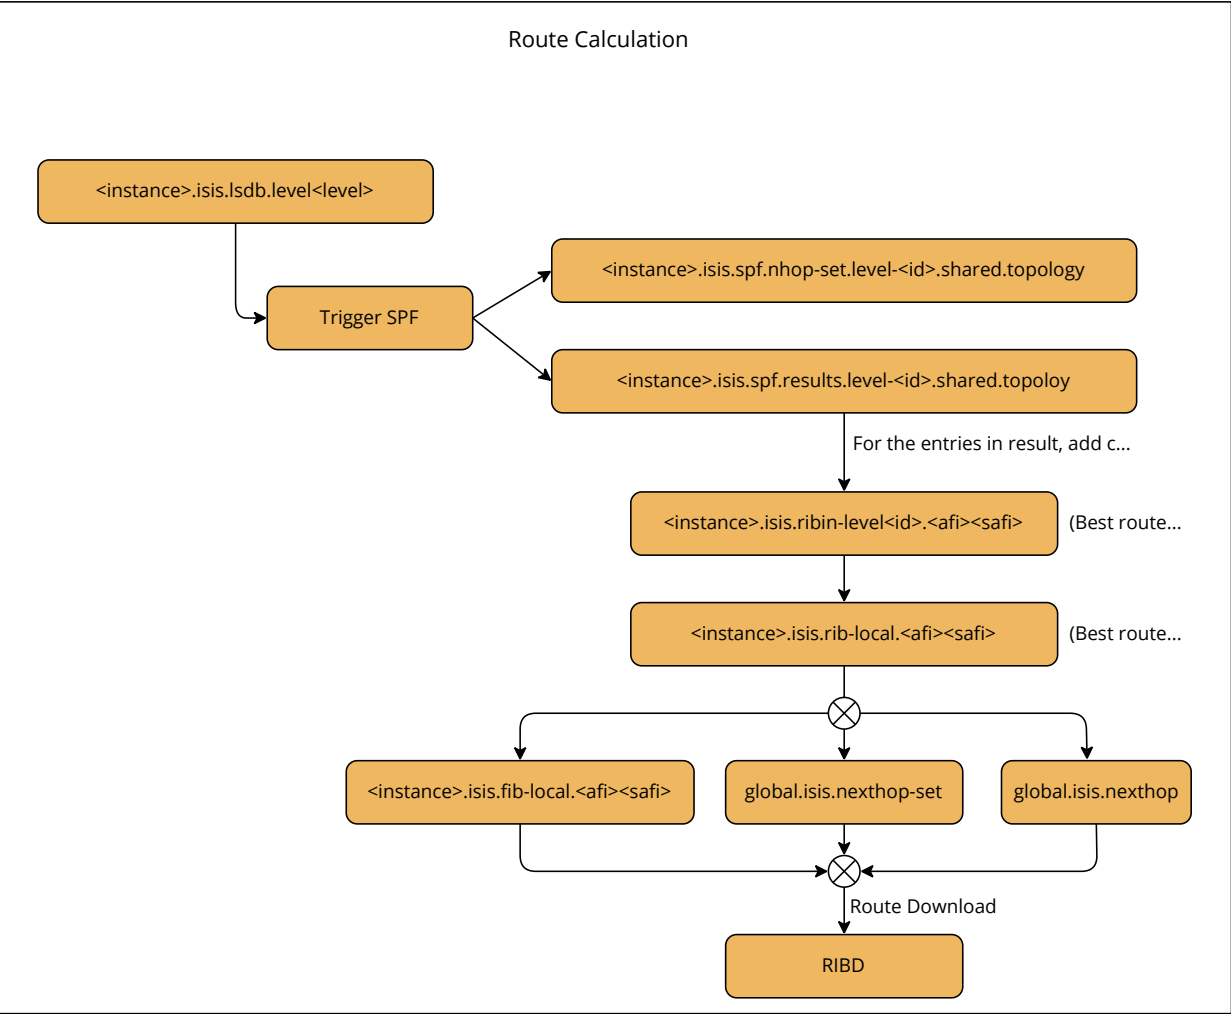 Route Calculation
<instance>.isis.lsdb.level<level>
<instance>.isis.spf.nhop-set.level-<id>.shared.topology
Trigger SPF
<instance>.isis.spf.results.level-<id>.shared.topoloy
For the entries in result, add c...
<instance>.isis.ribin-level<id>.<afi><safi>
(Best route...
<instance>.isis.rib-local.<afi><safi>
(Best route...
<instance>.isis.fib-local.<afi><safi>
global.isis.nexthop-set
global.isis.nexthop
Route Download
RIBD